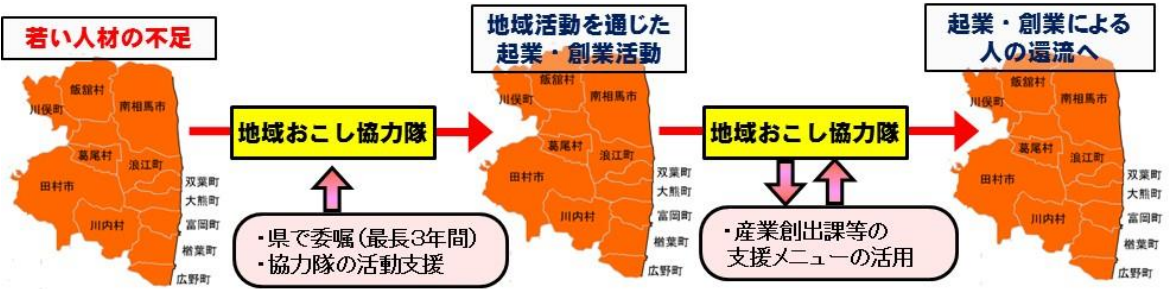 若い人材の不足
飯舘村
川俣町
南相馬市
葛尾村
浪江町
田村市
双葉町
大熊町
川内村
富岡町
楢葉町
広野町
地域おこし協力隊
・県で委嘱(最長3年間)
・協力隊の活動支援
地域活動を通じた
起業・創業活動
飯舘村
川俣町
南相馬市
葛尾村
浪江町
田村市
双葉町
大熊町
川内村
富岡町
楢葉町
広野町
地域おこし協力隊
・産業創出課等の
支援メニューの活用
起業・創業による
人の還流へ
飯舘村
川俣町
南相馬市
葛尾村
浪江町
田村市
双葉町
大熊町
川内村
富岡町
楢葉町
広野町